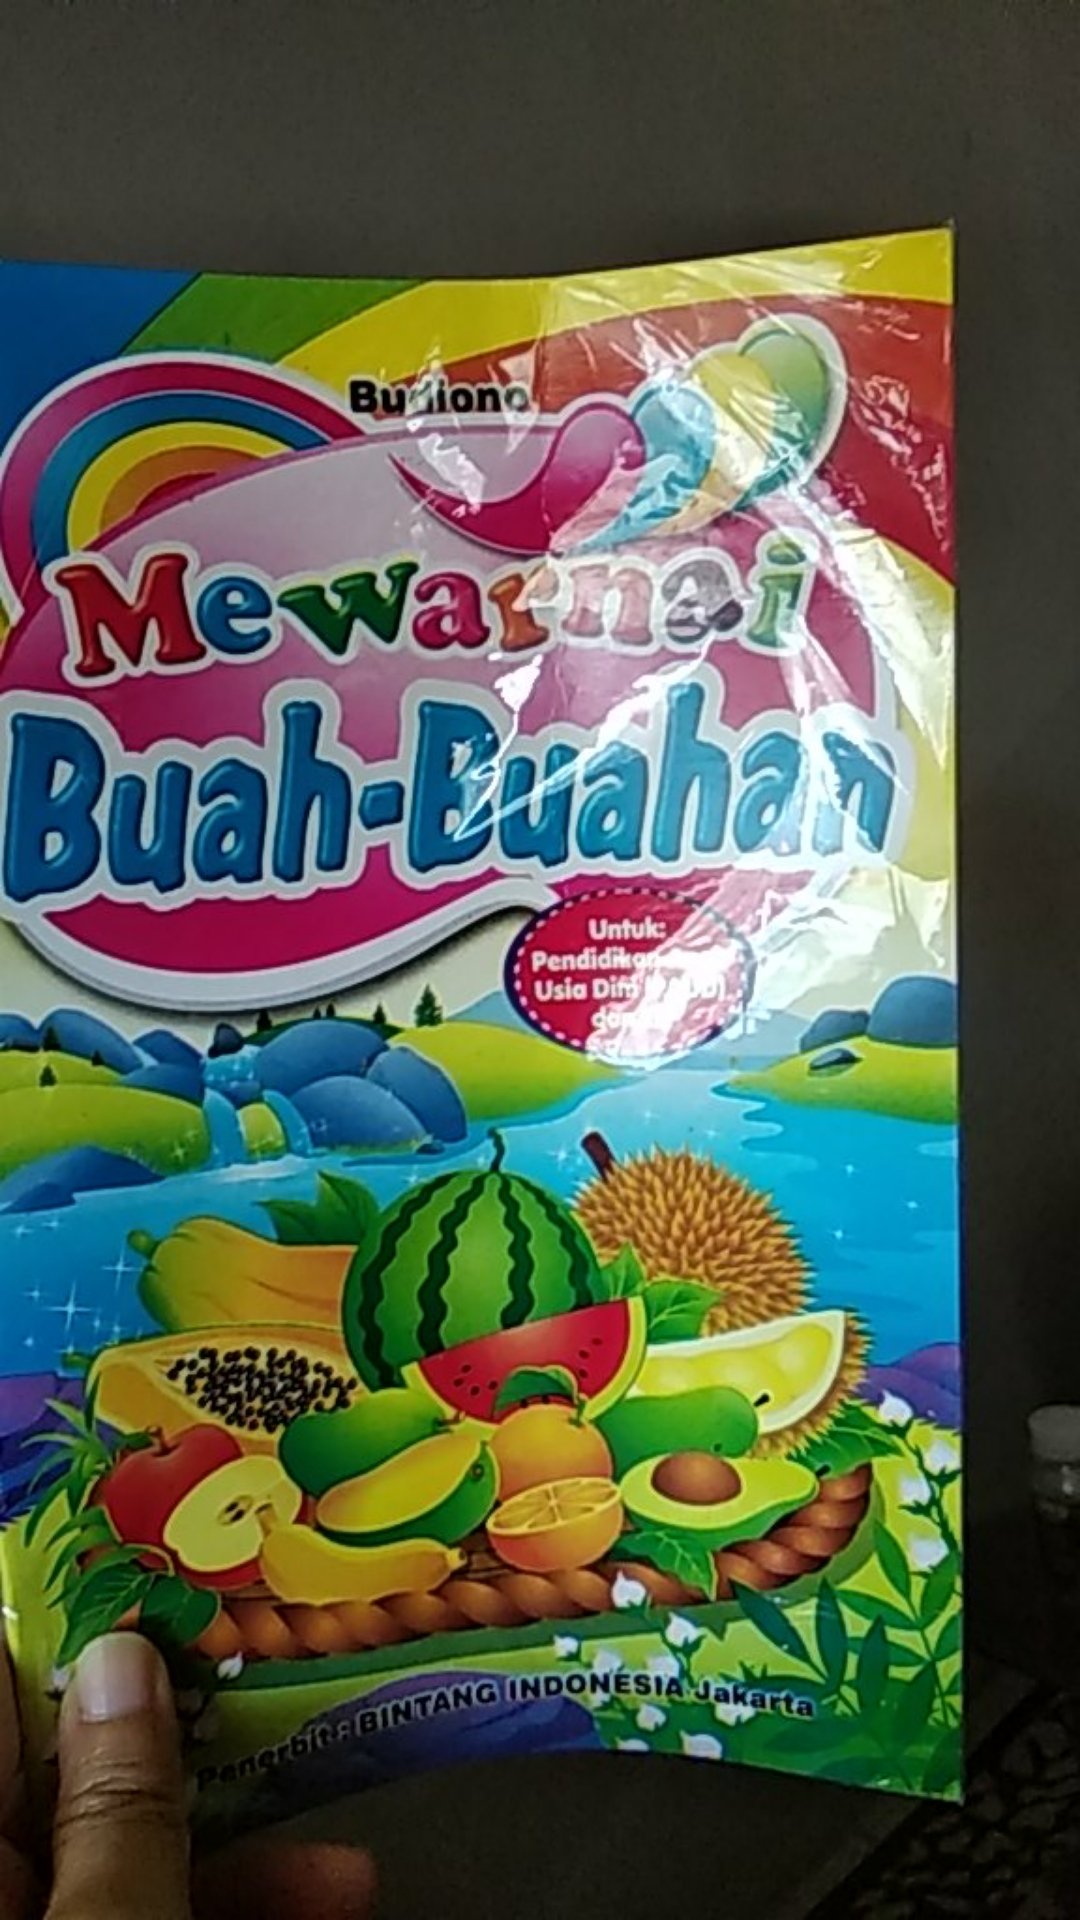 Budiono
Mewarnai
Buah-Buahan
Untuk:
Pendidikan
Usia Dini
Penerbit: BINTANG INDONESIA Jakarta